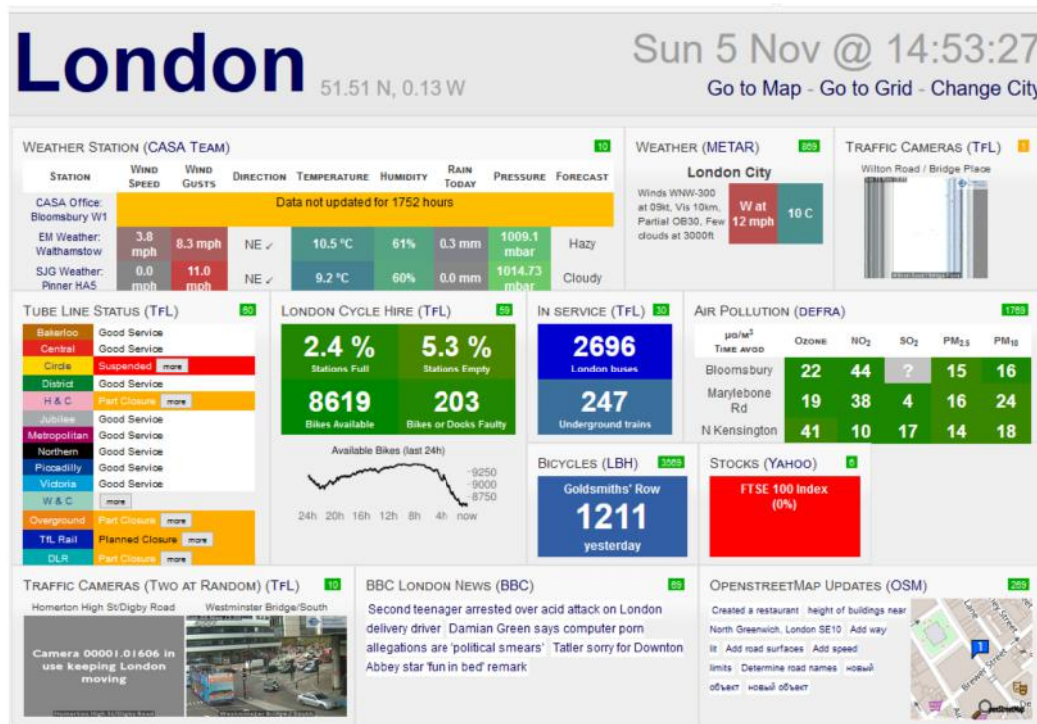 London 51.51 N, 0.13 W
Sun 5 Nov @ 14:53:27
Go to Map - Go to Grid - Change City
WEATHER STATION (CASA TEAM) 10
STATION WIND SPEED WIND GUSTS DIRECTION TEMPERATURE HUMIDITY RAIN TODAY PRESSURE FORECAST
CASA Office: Bloomsbury W1 Data not updated for 1752 hours
EM Weather: Walthamstow 3.8 mph 8.3 mph NE ↙ 10.5 °C 61% 0.3 mm 1009.1 mbar Hazy
SJG Weather: Pinner HA5 0.0 mph 11.0 mph NE ↙ 9.2 °C 60% 0.0 mm 1014.73 mbar Cloudy
WEATHER (METAR) 869
London City
Winds WNW-300
at 09kt, Vis 10km,
Partial OB30, Few
clouds at 3000ft
W at
12 mph
10 C
TRAFFIC CAMERAS (TFL)
Wilton Road / Bridge Place
TUBE LINE STATUS (TFL) 60
Bakerloo Good Service
Central Good Service
Circle Suspended more
District Good Service
H & C Part Closure more
Jubilee Good Service
Metropolitan Good Service
Northern Good Service
Piccadilly Good Service
Victoria Good Service
W & C more
Overground Part Closure more
TfL Rail Planned Closure more
DLR Part Closure more
LONDON CYCLE HIRE (TFL) 59
2.4 % 5.3 %
Stations Full Stations Empty
8619 203
Bikes Available Bikes or Docks Faulty
Available Bikes (last 24h)
9250
9000
8750
24h 20h 16h 12h 8h 4h now
IN SERVICE (TFL) 30
2696
London buses
247
Underground trains
AIR POLLUTION (DEFRA) 1769
µG/M³ TIME AVGD OZONE NO₂ SO₂ PM₂.₅ PM₁₀
Bloomsbury 22 44 ? 15 16
Marylebone Rd 19 38 4 16 24
N Kensington 41 10 17 14 18
BICYCLES (LBH) 3569
Goldsmiths' Row
1211
yesterday
STOCKS (YAHOO)
FTSE 100 Index
(0%)
TRAFFIC CAMERAS (TWO AT RANDOM) (TFL) 10
Homerton High St/Digby Road Westminster Bridge/South
Camera 00001.01606 in
use keeping London
moving
Homerton High St/Digby Road
BBC LONDON NEWS (BBC) 69
Second teenager arrested over acid attack on London
delivery driver Damian Green says computer porn
allegations are 'political smears' Tatler sorry for Downton
Abbey star 'fun in bed' remark
OPENSTREETMAP UPDATES (OSM) 269
Created a restaurant height of buildings near
North Greenwich, London SE10 Add way
lit Add road surfaces Add speed
limits Determine road names новый
объект новый объект
1